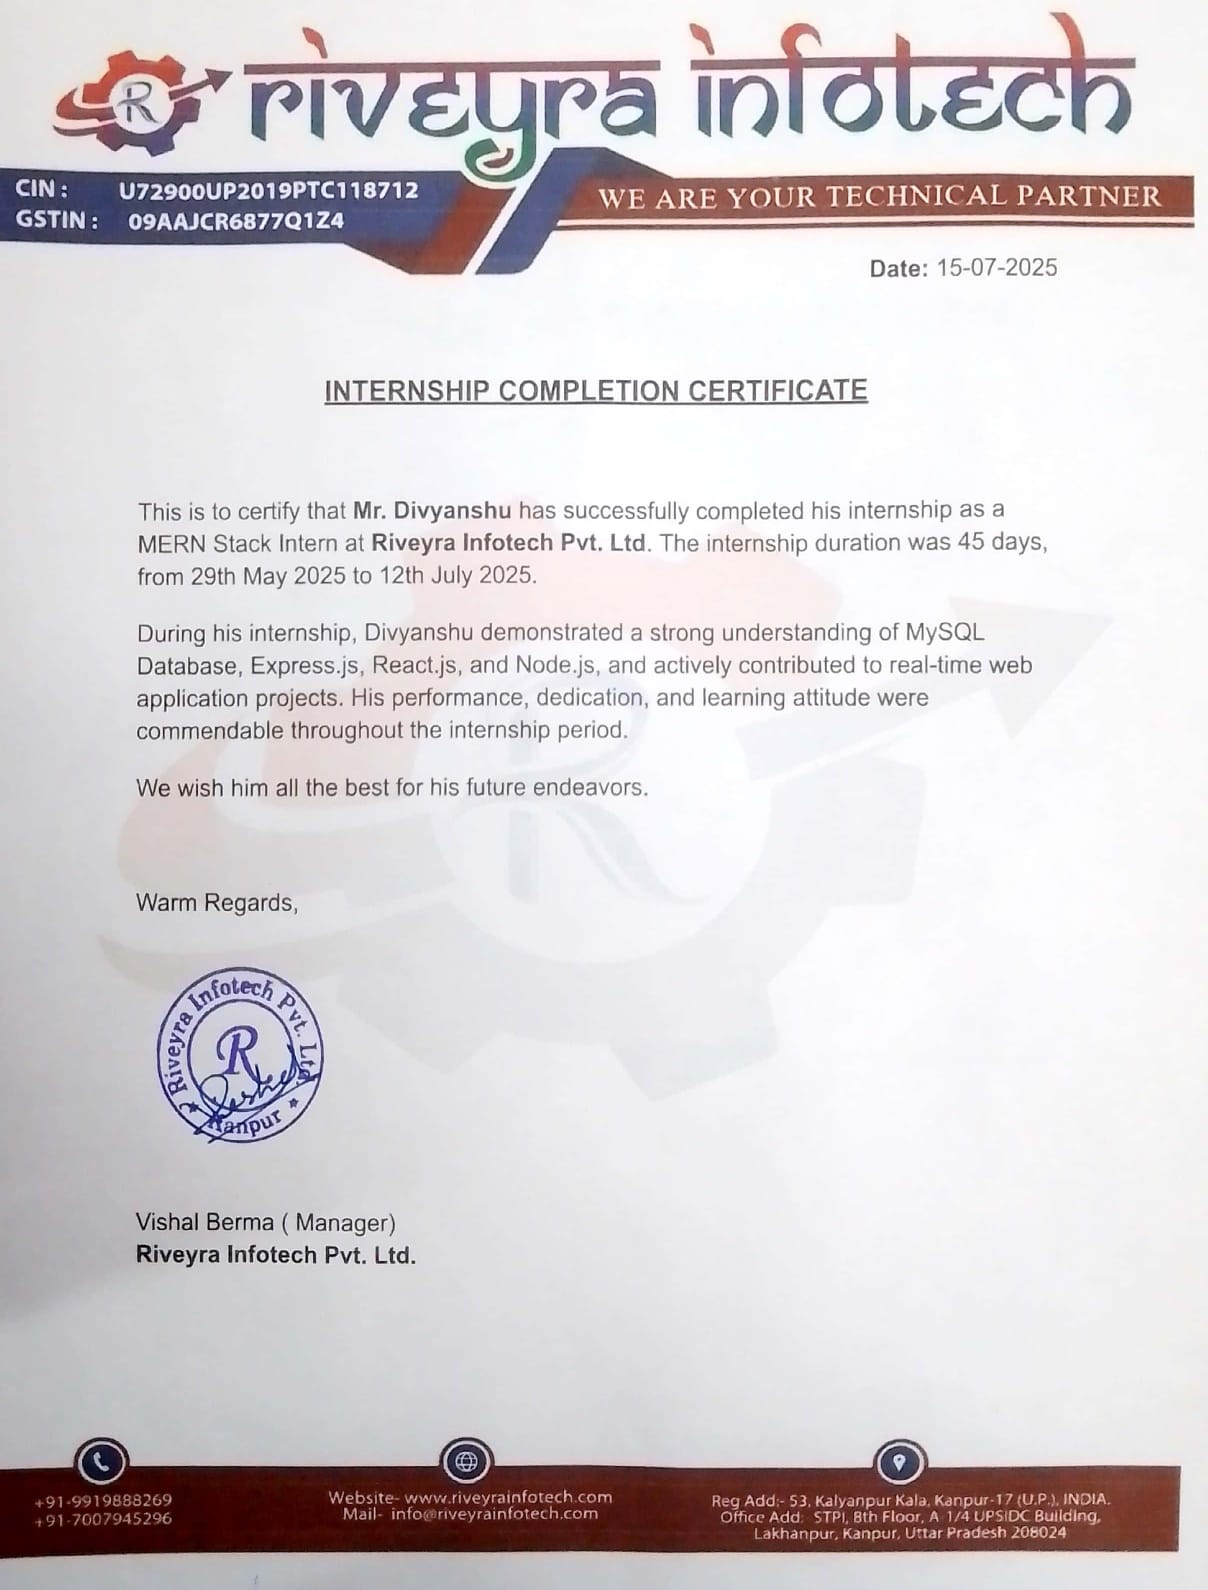 riveyra infotech
CIN : U72900UP2019PTC118712
GSTIN : 09AAJCR6877Q1Z4
WE ARE YOUR TECHNICAL PARTNER
Date: 15-07-2025
INTERNSHIP COMPLETION CERTIFICATE
This is to certify that Mr. Divyanshu has successfully completed his internship as a
MERN Stack Intern at Riveyra Infotech Pvt. Ltd. The internship duration was 45 days,
from 29th May 2025 to 12th July 2025.
During his internship, Divyanshu demonstrated a strong understanding of MySQL
Database, Express.js, React.js, and Node.js, and actively contributed to real-time web
application projects. His performance, dedication, and learning attitude were
commendable throughout the internship period.
We wish him all the best for his future endeavors.
Warm Regards,
Riveyra Infotech Pvt. Ltd.
R
Kanpur
Vishal Berma ( Manager)
Riveyra Infotech Pvt. Ltd.
+91-9919888269
+91-7007945296
Website- www.riveyrainfotech.com
Mail- info@riveyrainfotech.com
Reg Add:- 53, Kalyanpur Kala, Kanpur-17 (U.P.), INDIA.
Office Add: STPI, 8th Floor, A 1/4 UPSIDC Building,
Lakhanpur, Kanpur, Uttar Pradesh 208024